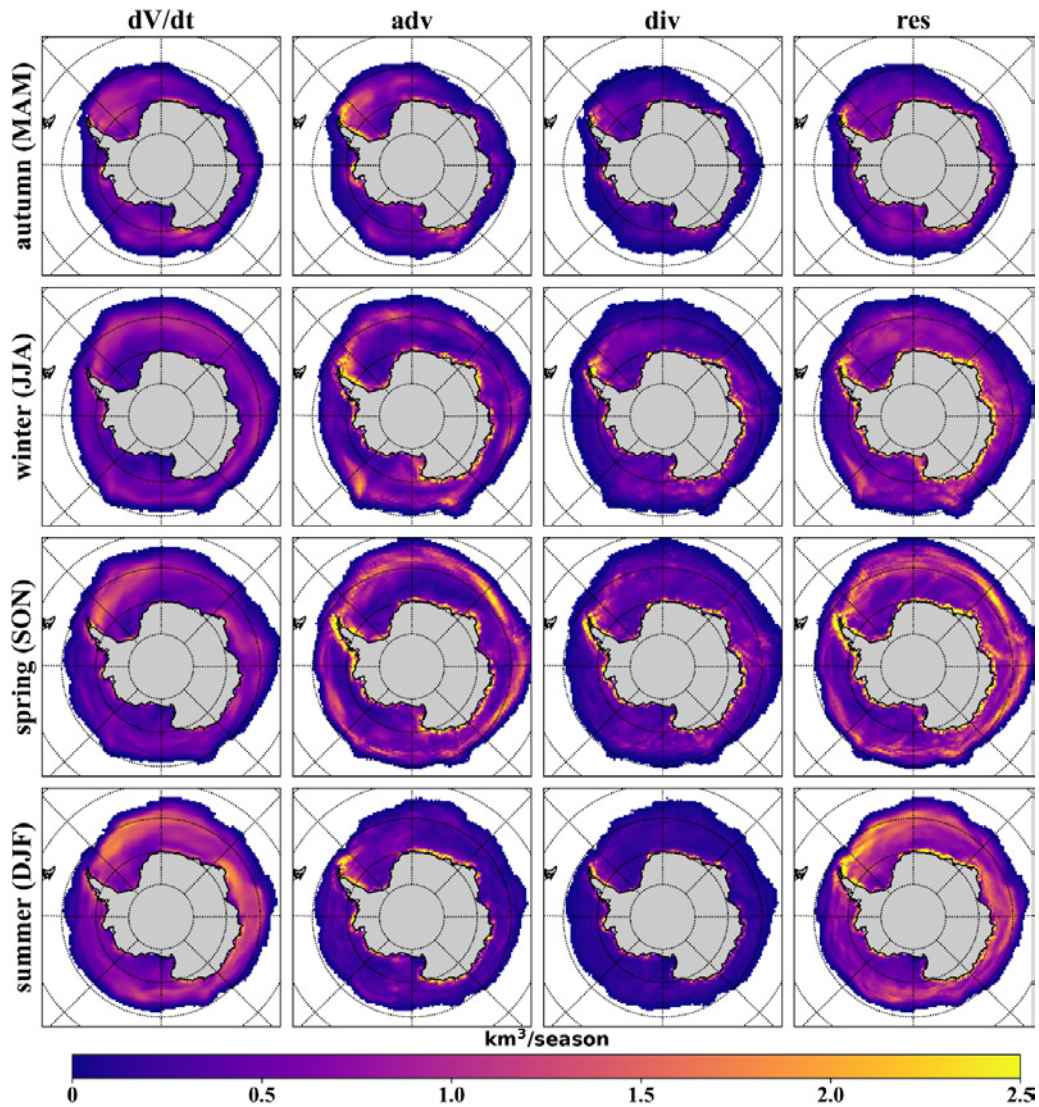 dV/dt adv div res
autumn (MAM)
winter (JJA)
spring (SON)
summer (DJF)
km³/season
0 0.5 1.0 1.5 2.0 2.5